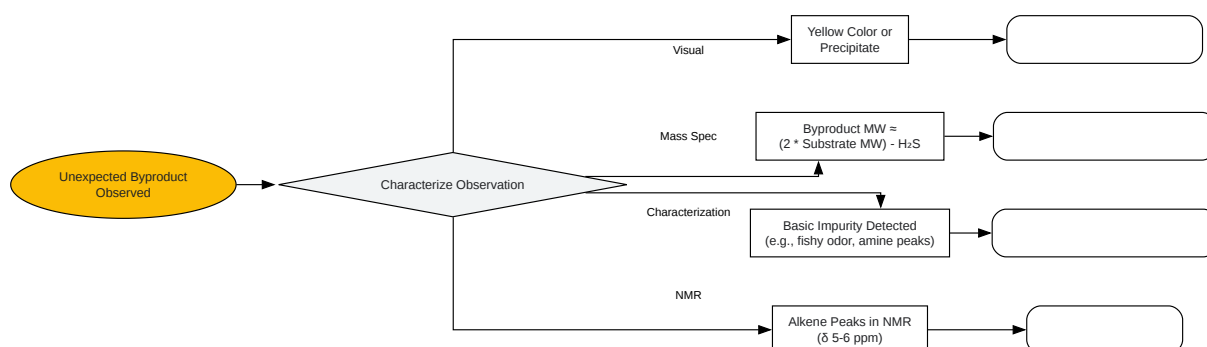 Yellow Color or
Precipitate
Visual
Mass Spec
Byproduct MW ≈
(2 * Substrate MW) - H₂S
Unexpected Byproduct
Observed
Characterize Observation
Characterization
Basic Impurity Detected
(e.g., fishy odor, amine peaks)
NMR
Alkene Peaks in NMR
(δ 5-6 ppm)